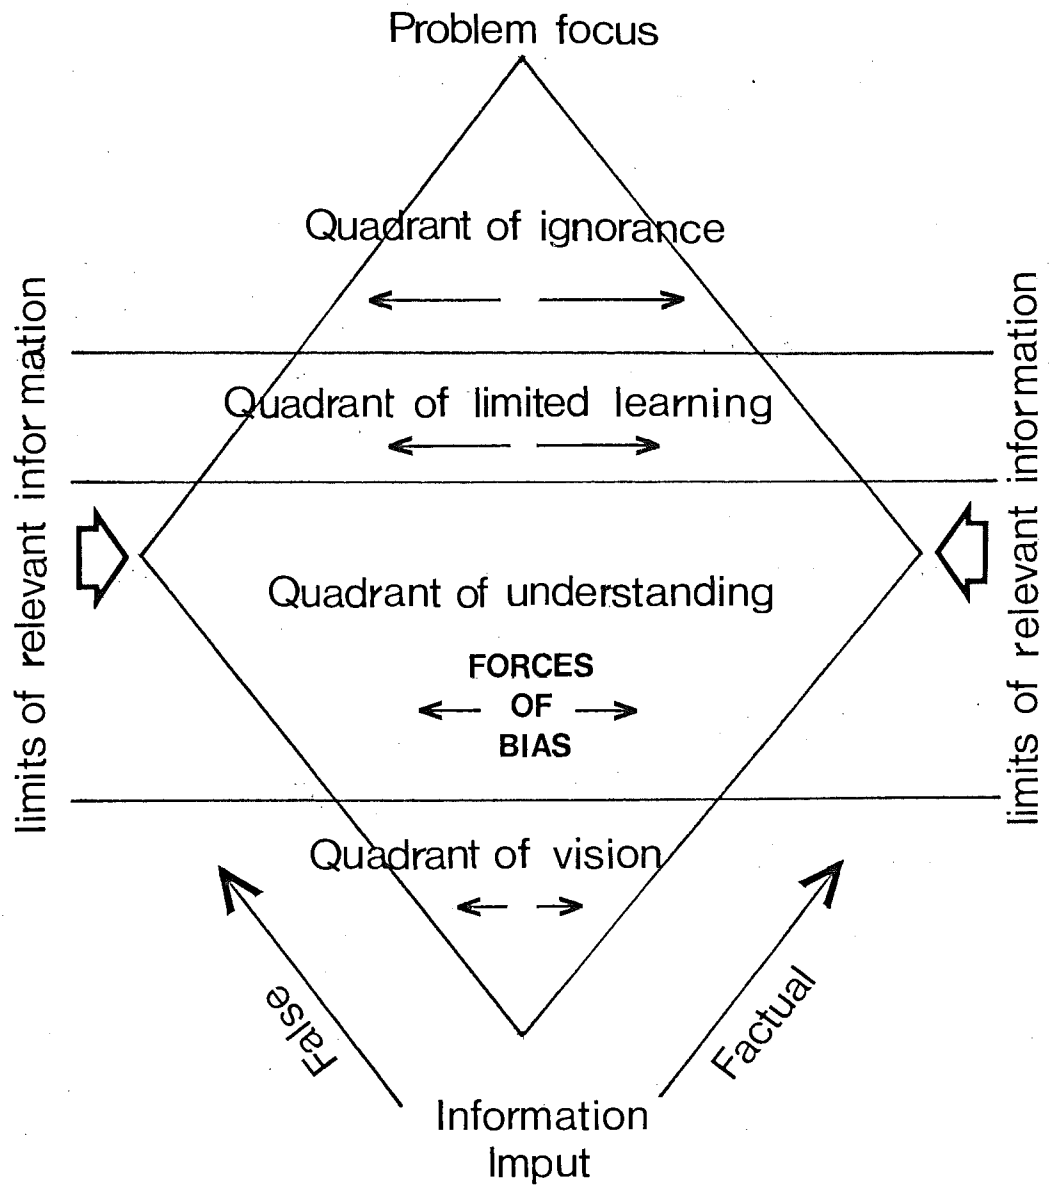 Problem focus
Quadrant of ignorance
limits of relevant information
limits of relevant information
Quadrant of limited learning
Quadrant of understanding
FORCES
OF
BIAS
Quadrant of vision
False
Factual
Information
Imput